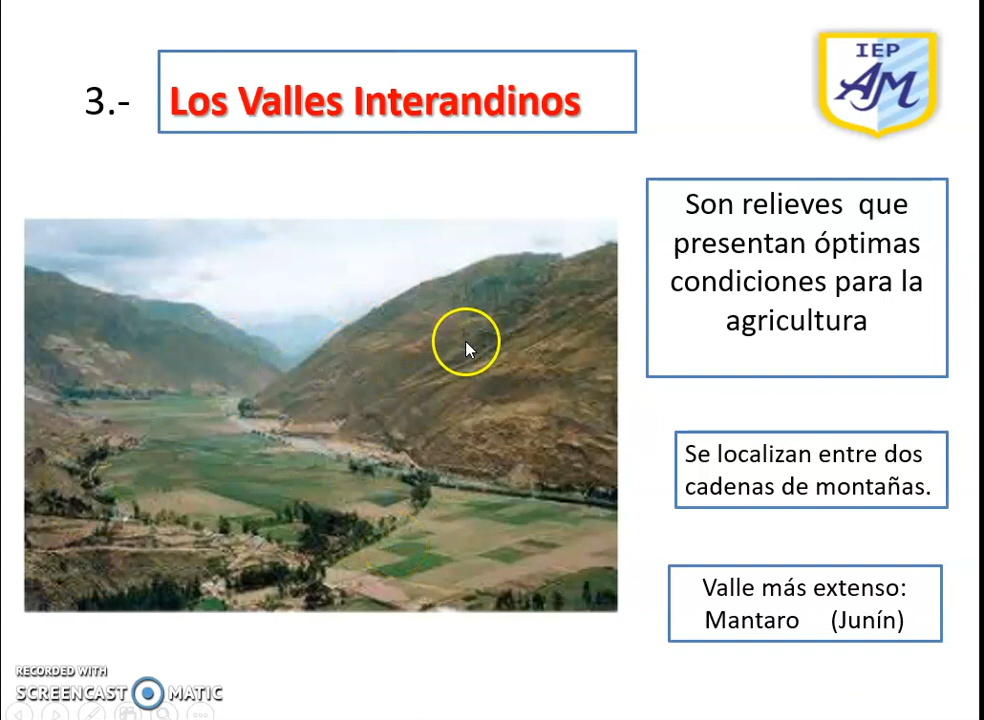 3.- Los Valles Interandinos
IEP
AM
Son relieves que
presentan óptimas
condiciones para la
agricultura
Se localizan entre dos
cadenas de montañas.
Valle más extenso:
Mantaro (Junín)
RECORDED WITH
SCREENCAST MATIC